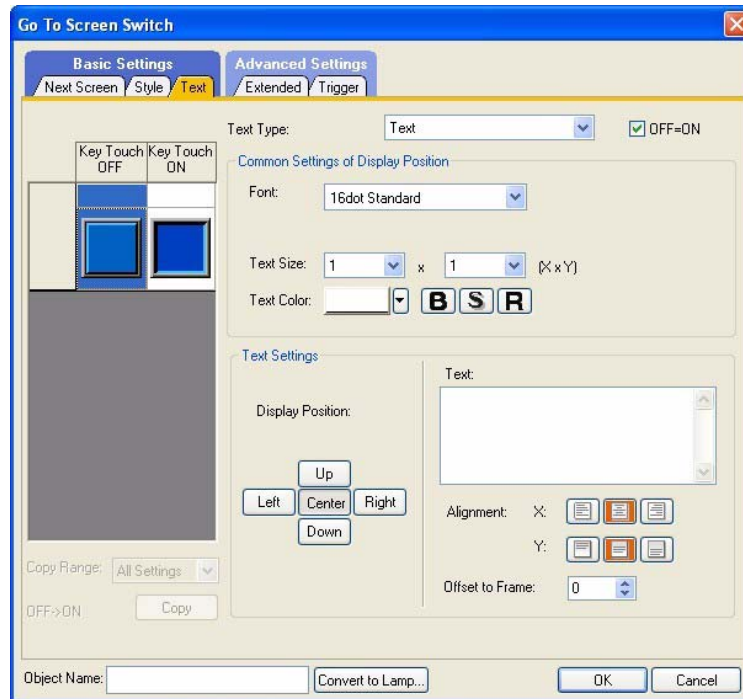 Go To Screen Switch
Basic Settings
Advanced Settings
Next Screen Style Text
Extended Trigger
Text Type: Text OFF=ON
Key Touch OFF
Key Touch ON
Common Settings of Display Position
Font: 16dot Standard
Text Size: 1 x 1 (X x Y)
Text Color: B S R
Text Settings
Display Position:
Up
Left Center Right
Down
Text:
Alignment: X:
Y:
Offset to Frame: 0
Copy Range: All Settings
OFF->ON Copy
Object Name: Convert to Lamp... OK Cancel